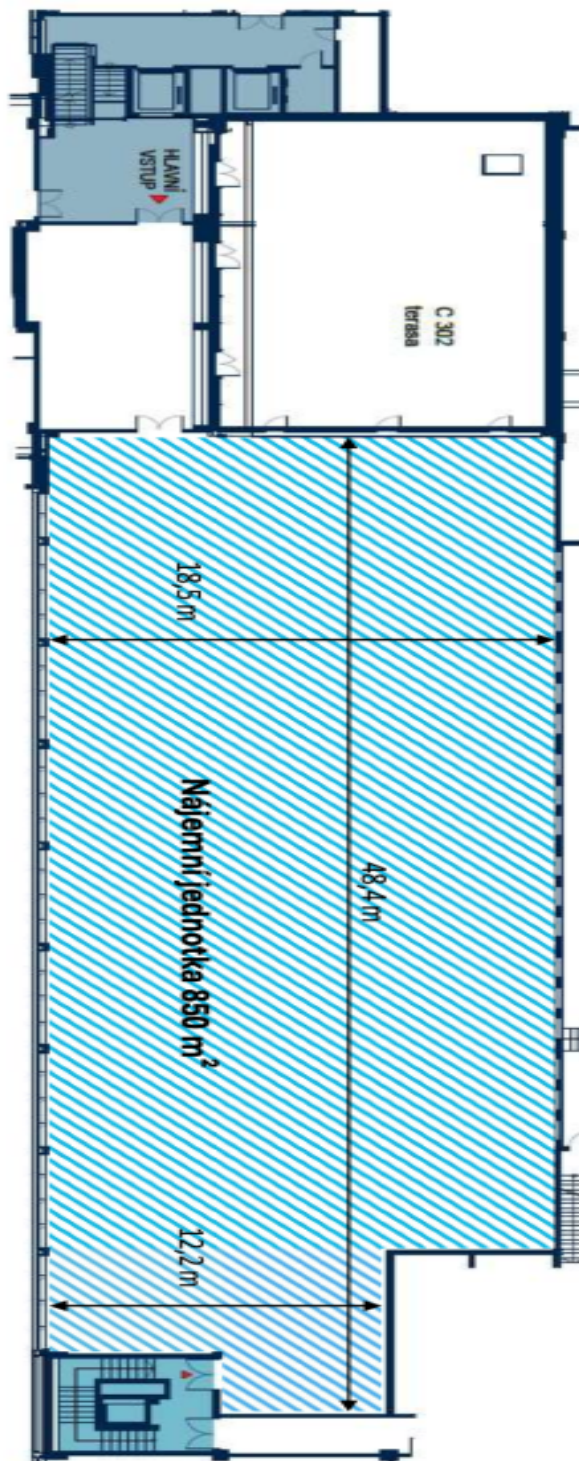 HLAVNÍ
VSTUP
C 302
terasa
18,5 m
48,4 m
Nájemní jednotka 850 m²
12,2 m